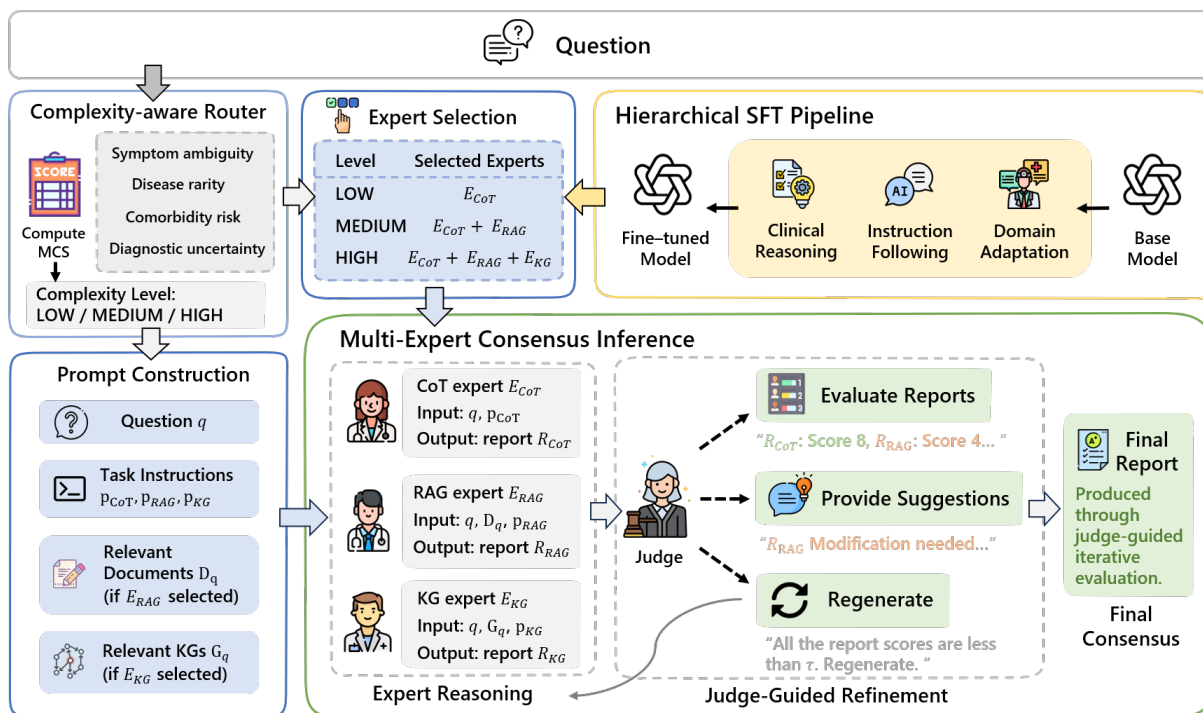 Question
Complexity-aware Router
SCORE
Compute
MCS
Symptom ambiguity
Disease rarity
Comorbidity risk
Diagnostic uncertainty
Complexity Level:
LOW / MEDIUM / HIGH
Expert Selection
Level Selected Experts
LOW E_CoT
MEDIUM E_CoT + E_RAG
HIGH E_CoT + E_RAG + E_KG
Hierarchical SFT Pipeline
Fine–tuned
Model
Clinical
Reasoning
AI
Instruction
Following
Domain
Adaptation
Base
Model
Prompt Construction
Question q
Task Instructions
p_CoT, p_RAG, p_KG
Relevant
Documents D_q
(if E_RAG selected)
Relevant KGs G_q
(if E_KG selected)
Multi-Expert Consensus Inference
CoT expert E_CoT
Input: q, p_CoT
Output: report R_CoT
RAG expert E_RAG
Input: q, D_q, p_RAG
Output: report R_RAG
KG expert E_KG
Input: q, G_q, p_KG
Output: report R_KG
Expert Reasoning
Judge
1
2
3
Evaluate Reports
“R_CoT: Score 8, R_RAG: Score 4... ”
Provide Suggestions
“R_RAG Modification needed...”
Regenerate
“All the report scores are less
than τ. Regenerate. ”
Judge-Guided Refinement
A+
Final
Report
Produced
through
judge-guided
iterative
evaluation.
Final
Consensus